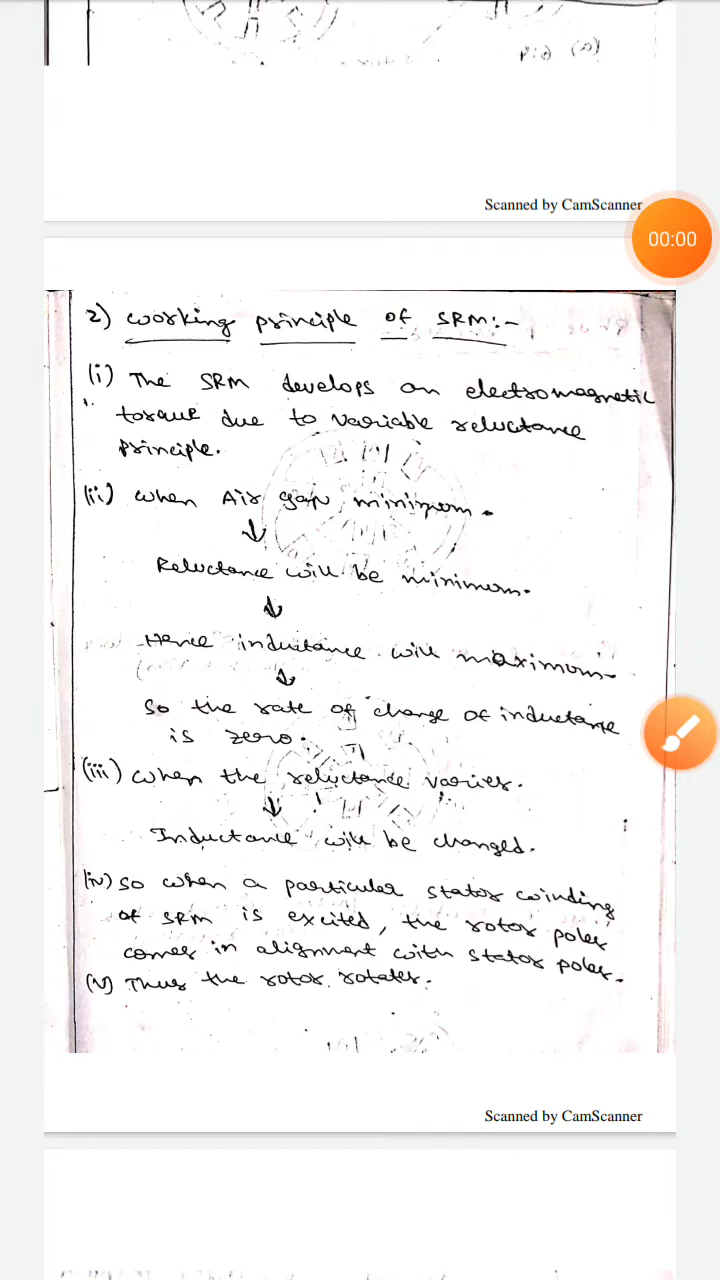 Scanned by CamScanner
00:00
2) working principle of SRM:-
(i) The SRM develops an electromagnetic
torque due to variable reluctance
principle.
(ii) when Air gap minimum.
↓
Reluctance will be minimum.
↓
Hence inductance will maximum
↓
So the rate of change of inductance
is zero.
(iii) when the reluctance varies.
↓
Inductance will be changed.
(iv) so when a particular stator winding
of SRM is excited, the rotor poles
comes in alignment with stator poles.
(v) Thus the rotor rotates.
Scanned by CamScanner